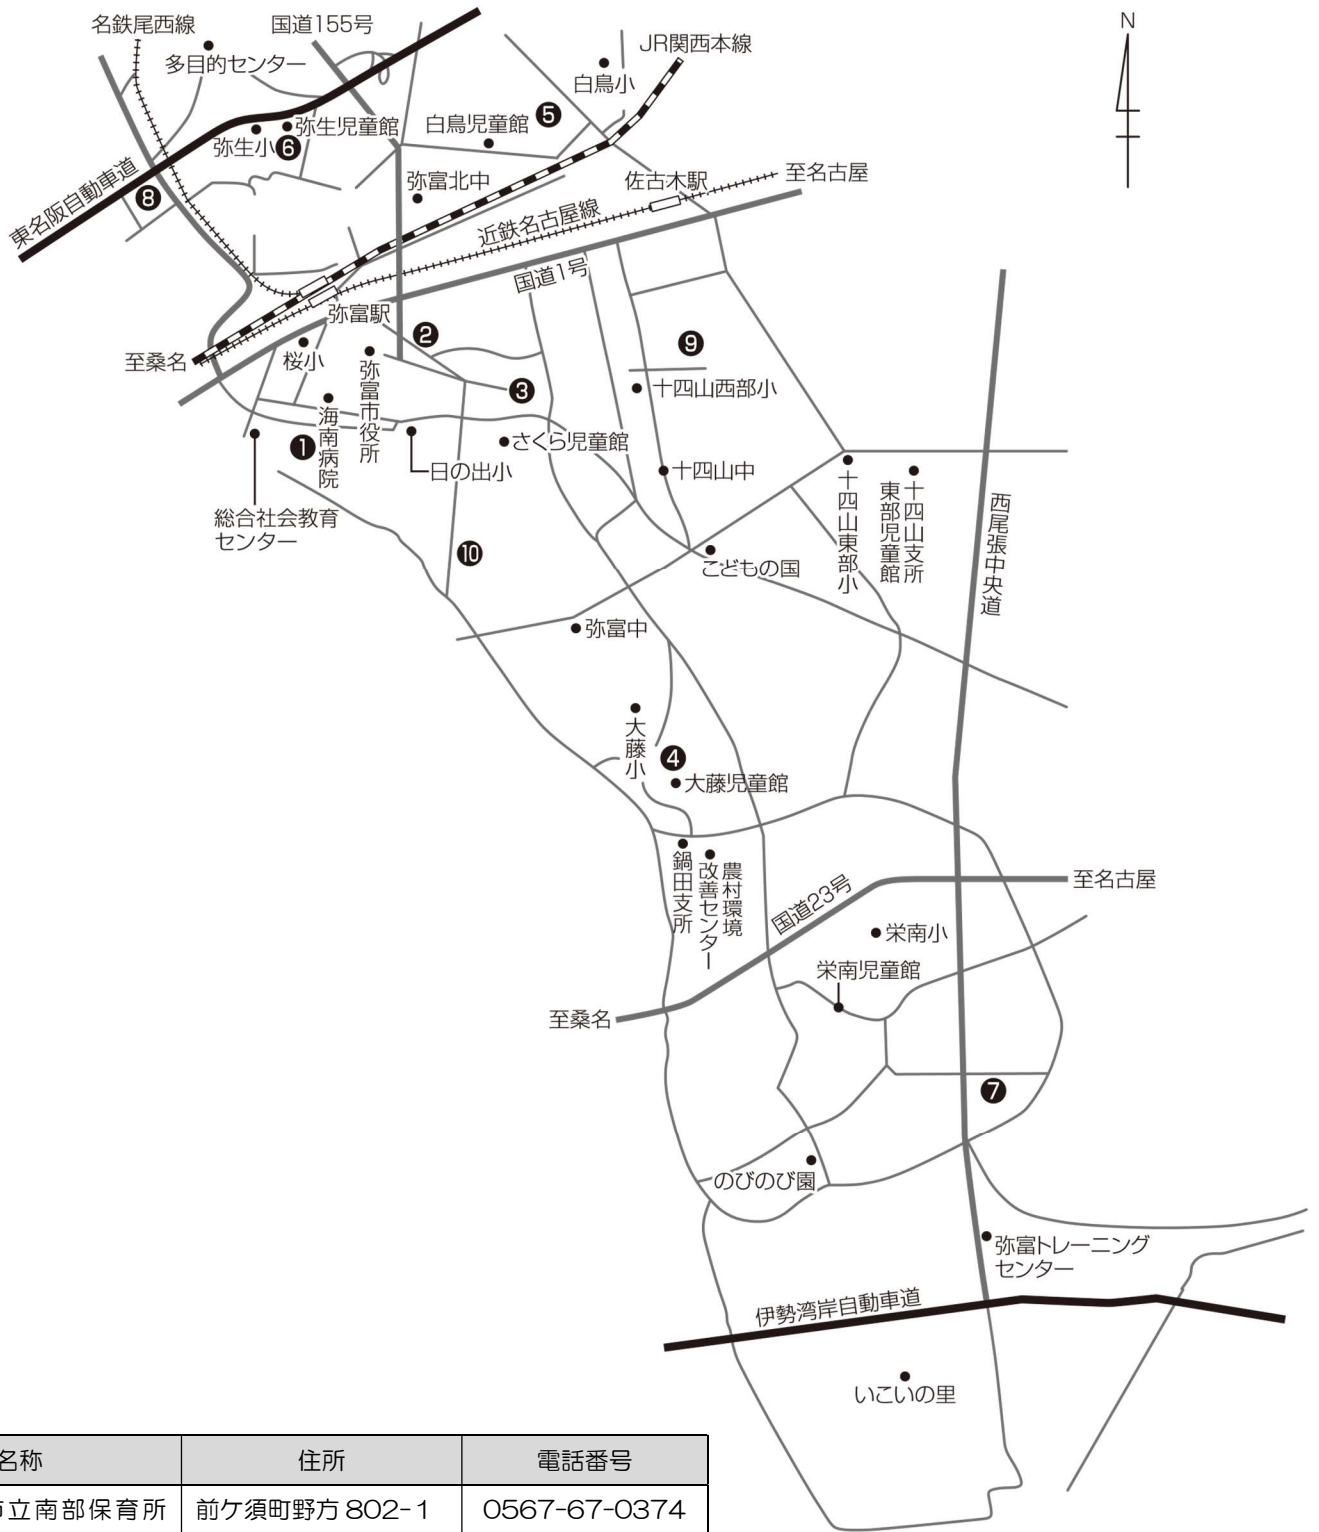 名鉄尾西線
国道155号
N
多目的センター
JR関西本線
白鳥小
❺
白鳥児童館
弥生児童館
弥生小
❻
弥富北中
東名阪自動車道
❽
佐古木駅
至名古屋
近鉄名古屋線
国道1号
弥富駅
❷
❾
至桑名
桜小
弥富市役所
❸
十四山西部小
海南病院
❶
さくら児童館
日の出小
十四山中
十四山東部小
十四山支所
東部児童館
西尾張中央道
総合社会教育
センター
❿
こどもの国
弥富中
大藤小
❹
大藤児童館
鍋田支所
農村環境
改善センター
国道23号
至名古屋
栄南小
栄南児童館
至桑名
❼
のびのび園
弥富トレーニング
センター
伊勢湾岸自動車道
いこいの里
名称 住所 電話番号
市立南部保育所 前ケ須町野方802-1 0567-67-0374